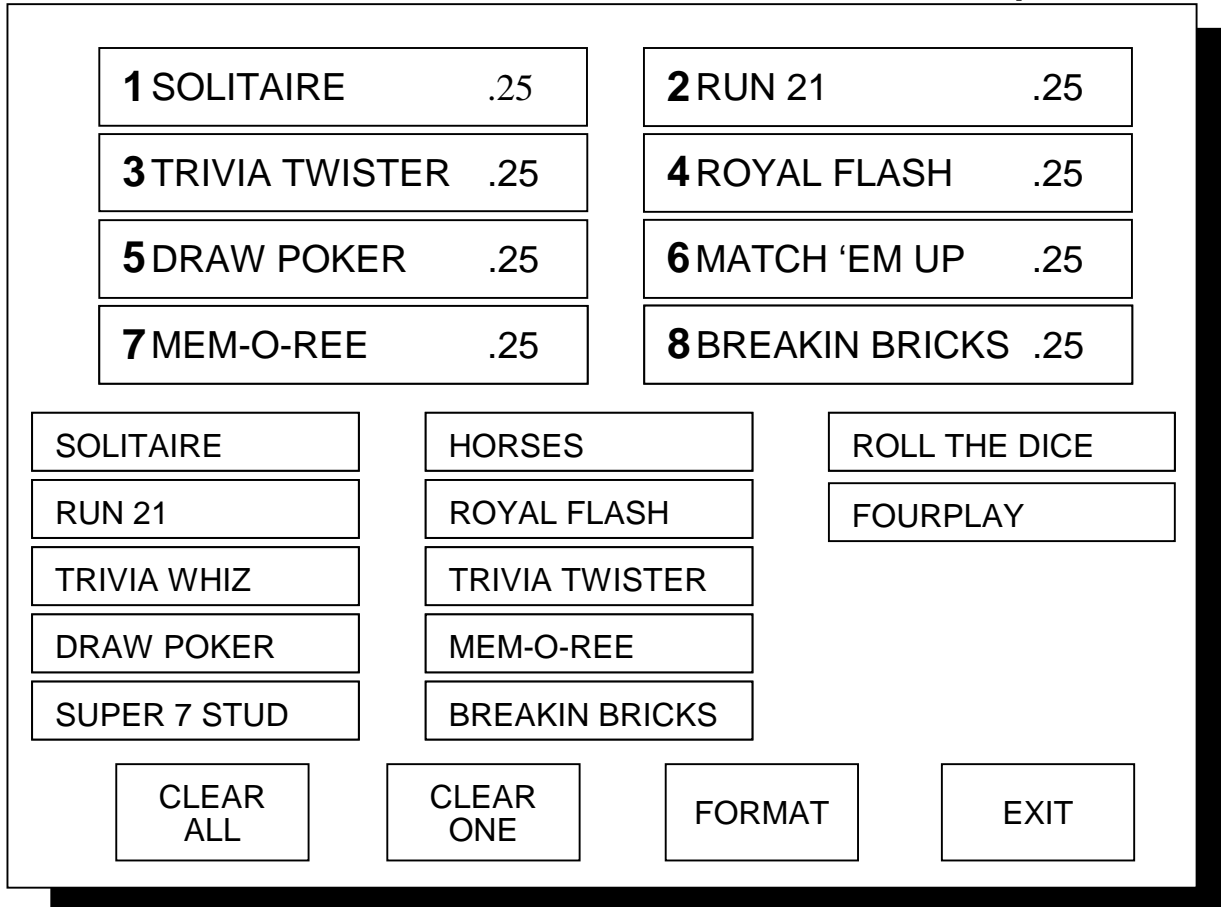 1 SOLITAIRE .25
2 RUN 21 .25
3 TRIVIA TWISTER .25
4 ROYAL FLASH .25
5 DRAW POKER .25
6 MATCH ‘EM UP .25
7 MEM-O-REE .25
8 BREAKIN BRICKS .25
SOLITAIRE
HORSES
ROLL THE DICE
RUN 21
ROYAL FLASH
FOURPLAY
TRIVIA WHIZ
TRIVIA TWISTER
DRAW POKER
MEM-O-REE
SUPER 7 STUD
BREAKIN BRICKS
CLEAR
ALL
CLEAR
ONE
FORMAT
EXIT